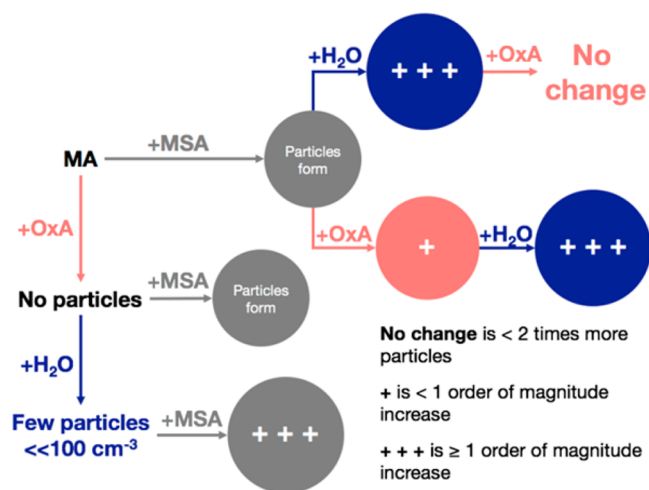 +H₂O
+ + +
+OxA
No
change
MA
+MSA
Particles
form
+OxA
+OxA
+
+H₂O
+ + +
No particles
+MSA
Particles
form
+H₂O
Few particles
<<100 cm⁻³
+MSA
+ + +
No change is < 2 times more
particles
+ is < 1 order of magnitude
increase
+ + + is ≥ 1 order of magnitude
increase